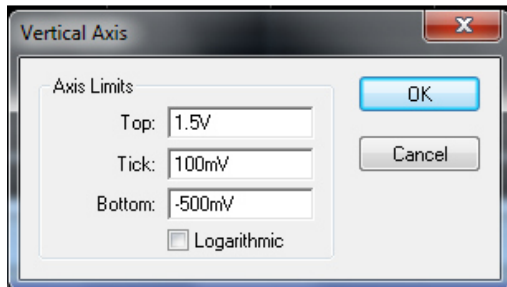 Vertical Axis
Axis Limits
Top: 1.5V
Tick: 100mV
Bottom: -500mV
Logarithmic
OK
Cancel